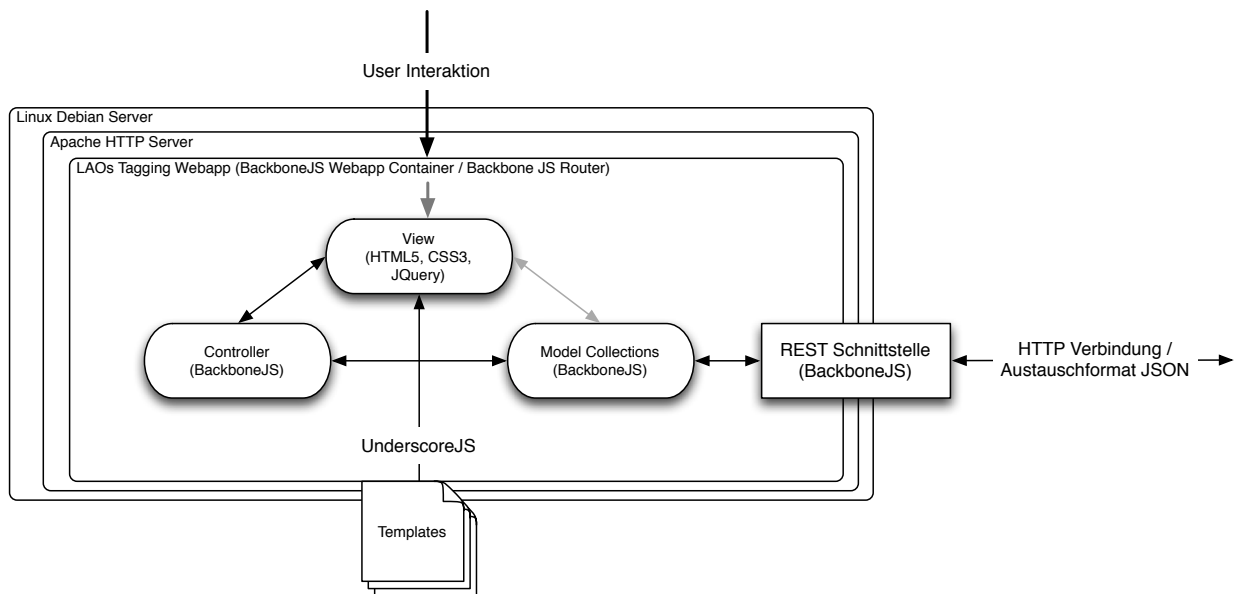 User Interaktion
Linux Debian Server
Apache HTTP Server
LAOs Tagging Webapp (BackboneJS Webapp Container / Backbone JS Router)
View
(HTML5, CSS3,
JQuery)
Controller
(BackboneJS)
Model Collections
(BackboneJS)
REST Schnittstelle
(BackboneJS)
HTTP Verbindung /
Austauschformat JSON
UnderscoreJS
Templates